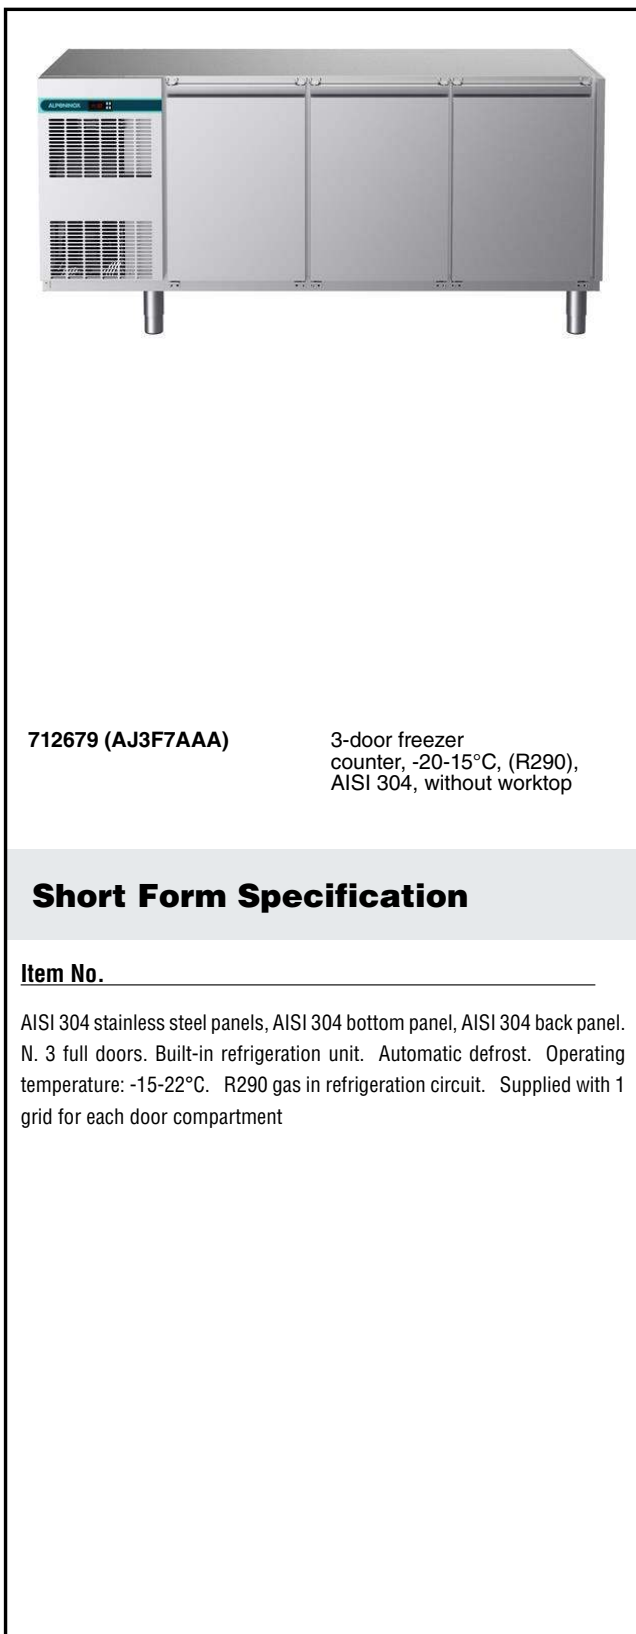 ALPENINOX
712679 (AJ3F7AAA)
3-door freezer
counter, -20-15°C, (R290),
AISI 304, without worktop
Short Form Specification
Item No.
AISI 304 stainless steel panels, AISI 304 bottom panel, AISI 304 back panel.
N. 3 full doors. Built-in refrigeration unit. Automatic defrost. Operating
temperature: -15-22°C. R290 gas in refrigeration circuit. Supplied with 1
grid for each door compartment